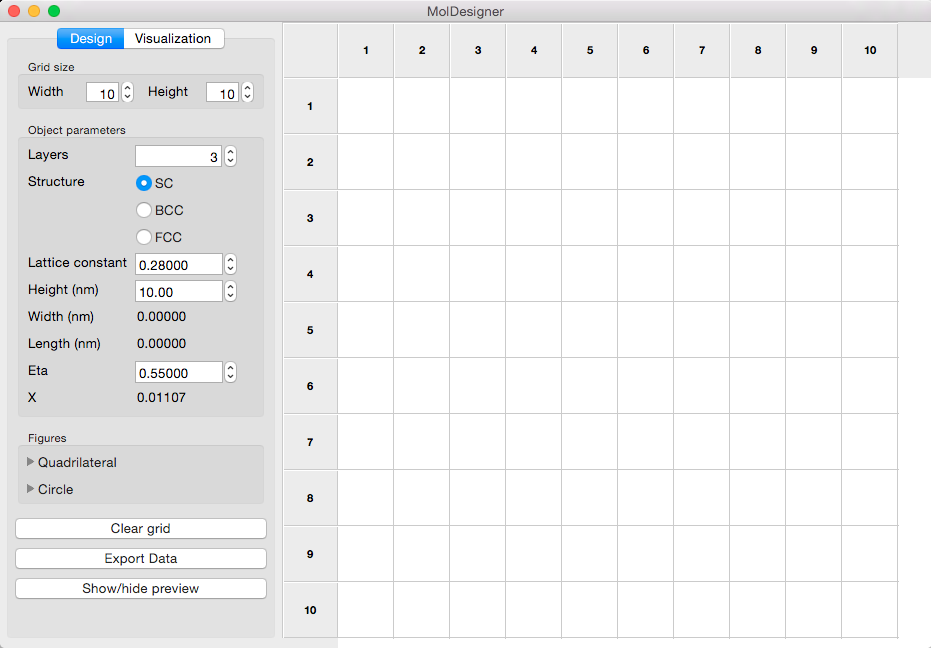 MolDesigner
Design Visualization
Grid size
Width 10 Height 10
Object parameters
Layers 3
Structure SC
BCC
FCC
Lattice constant 0.28000
Height (nm) 10.00
Width (nm) 0.00000
Length (nm) 0.00000
Eta 0.55000
X 0.01107
Figures
Quadrilateral
Circle
Clear grid
Export Data
Show/hide preview
1 2 3 4 5 6 7 8 9 10
1
2
3
4
5
6
7
8
9
10